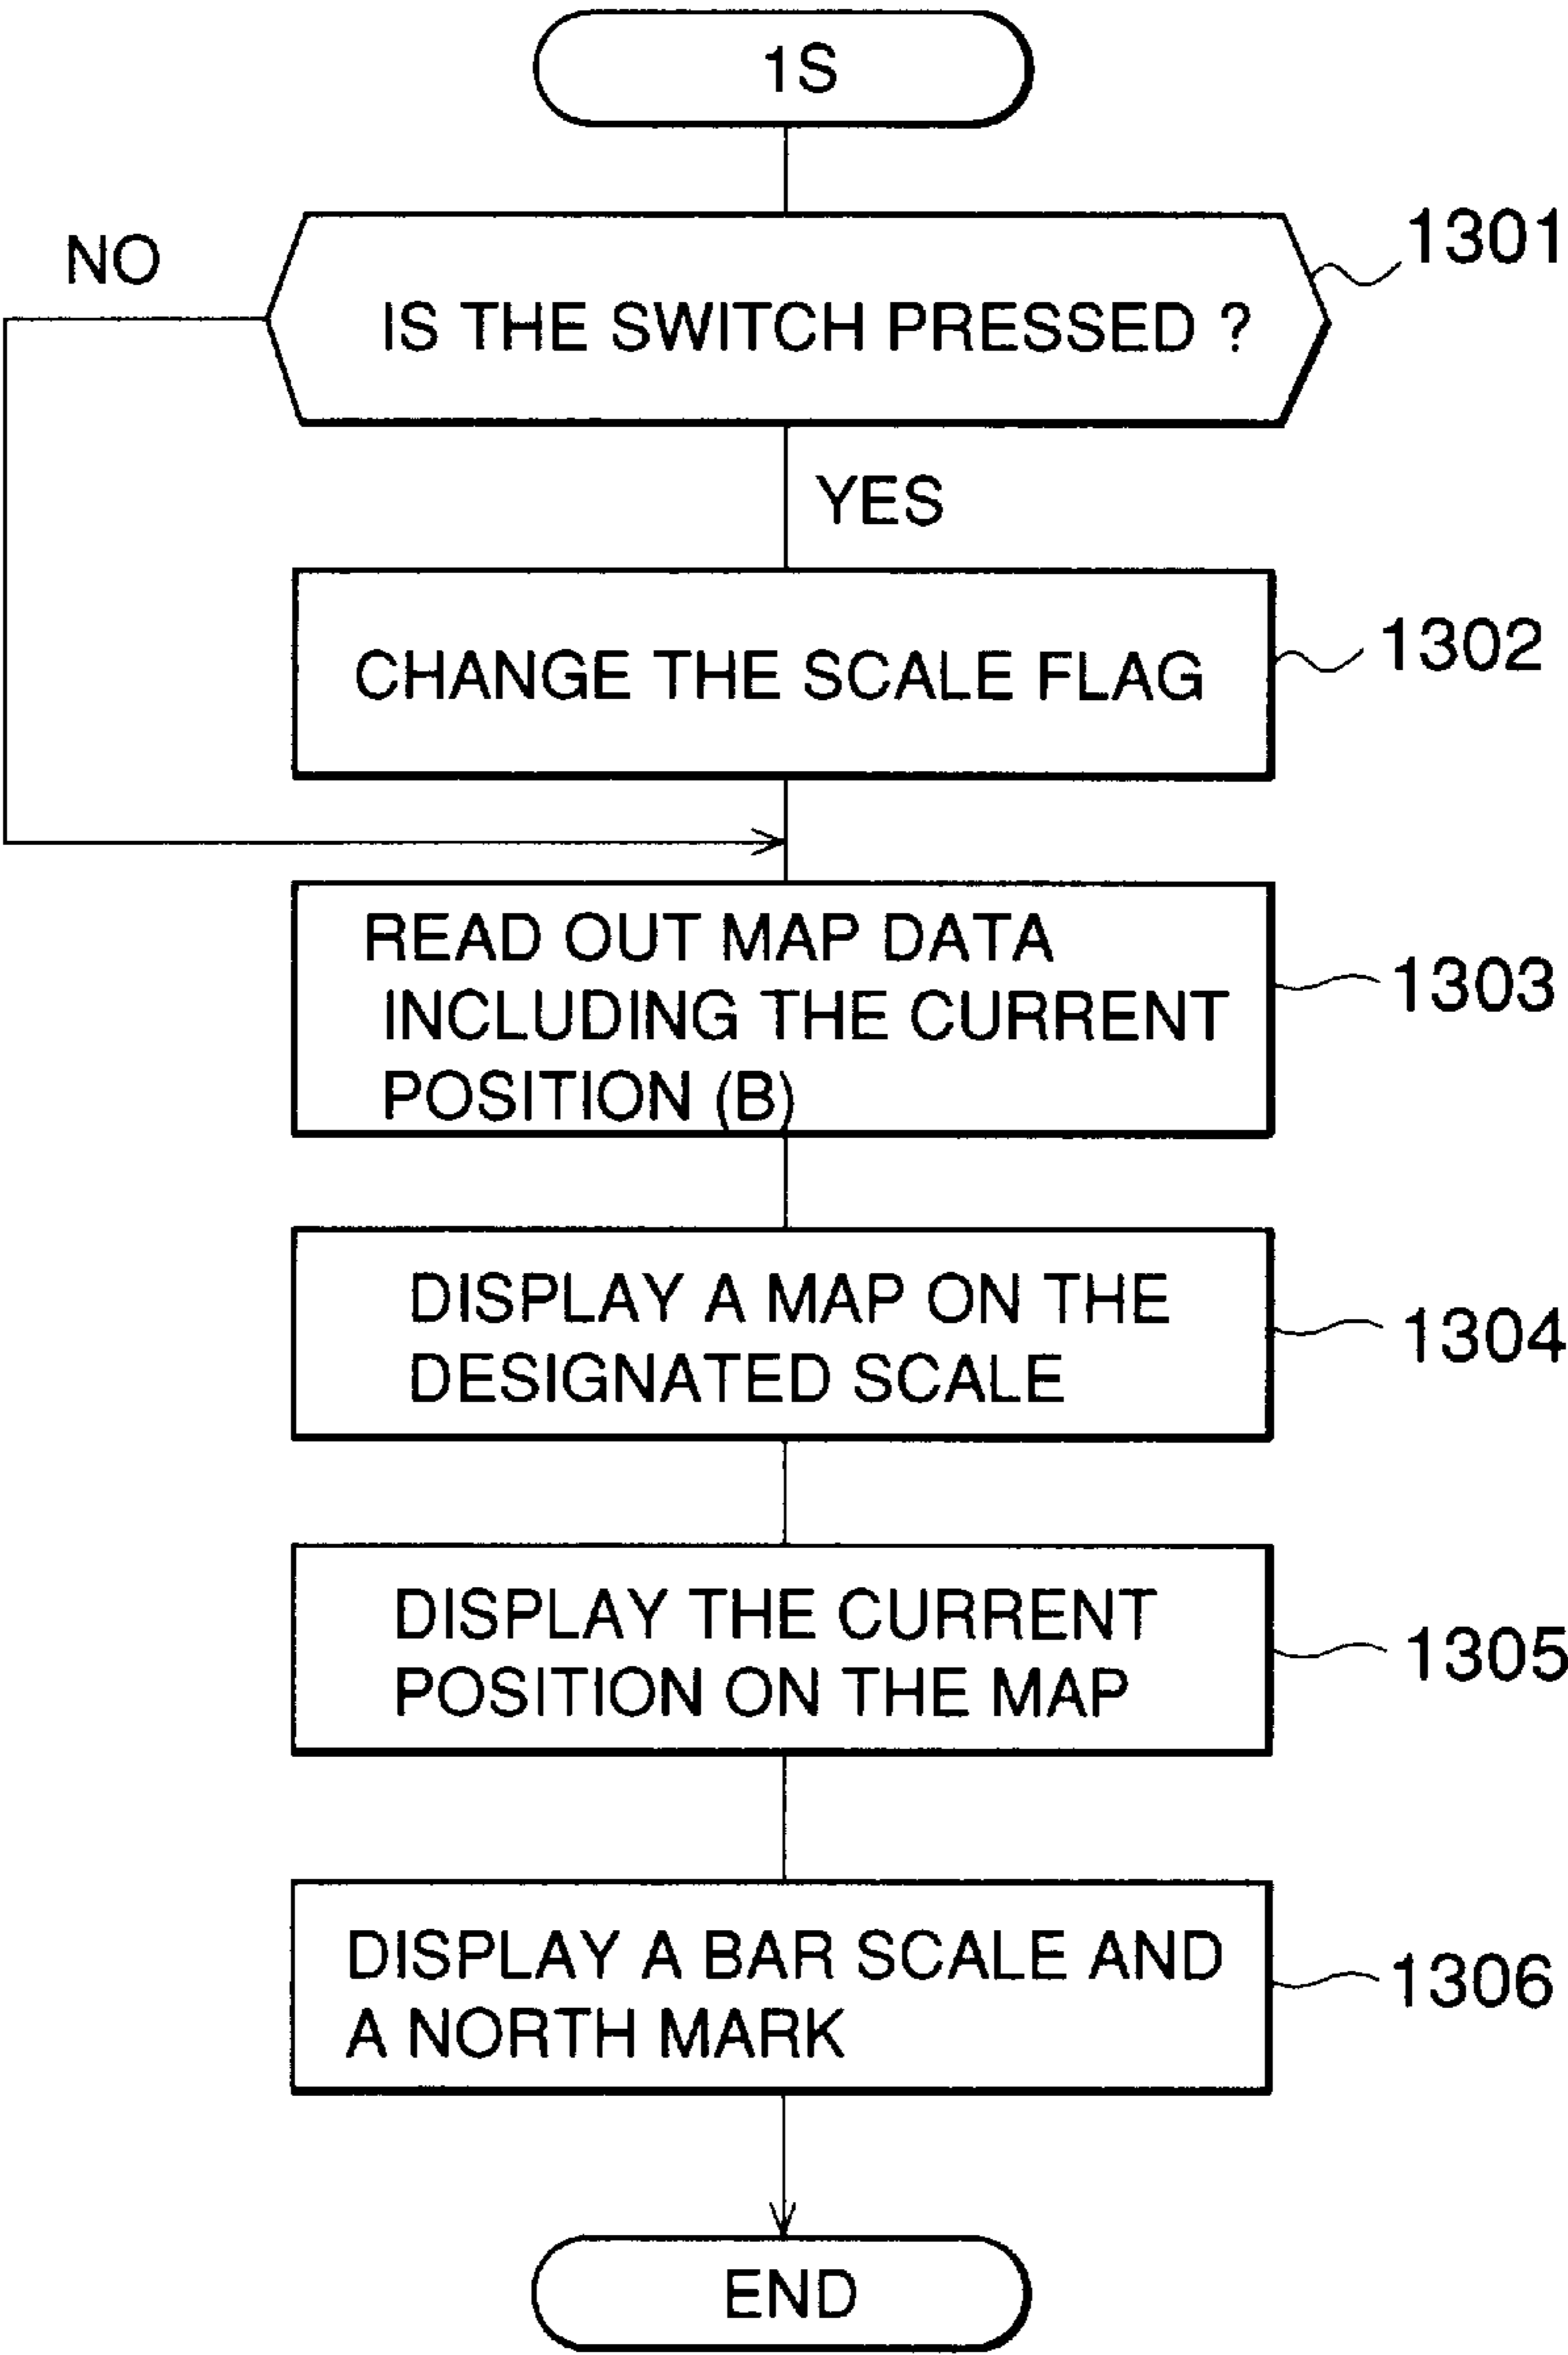 1S
NO
1301
IS THE SWITCH PRESSED ?
YES
CHANGE THE SCALE FLAG
1302
READ OUT MAP DATA
INCLUDING THE CURRENT
POSITION (B)
1303
DISPLAY A MAP ON THE
DESIGNATED SCALE
1304
DISPLAY THE CURRENT
POSITION ON THE MAP
1305
DISPLAY A BAR SCALE AND
A NORTH MARK
1306
END